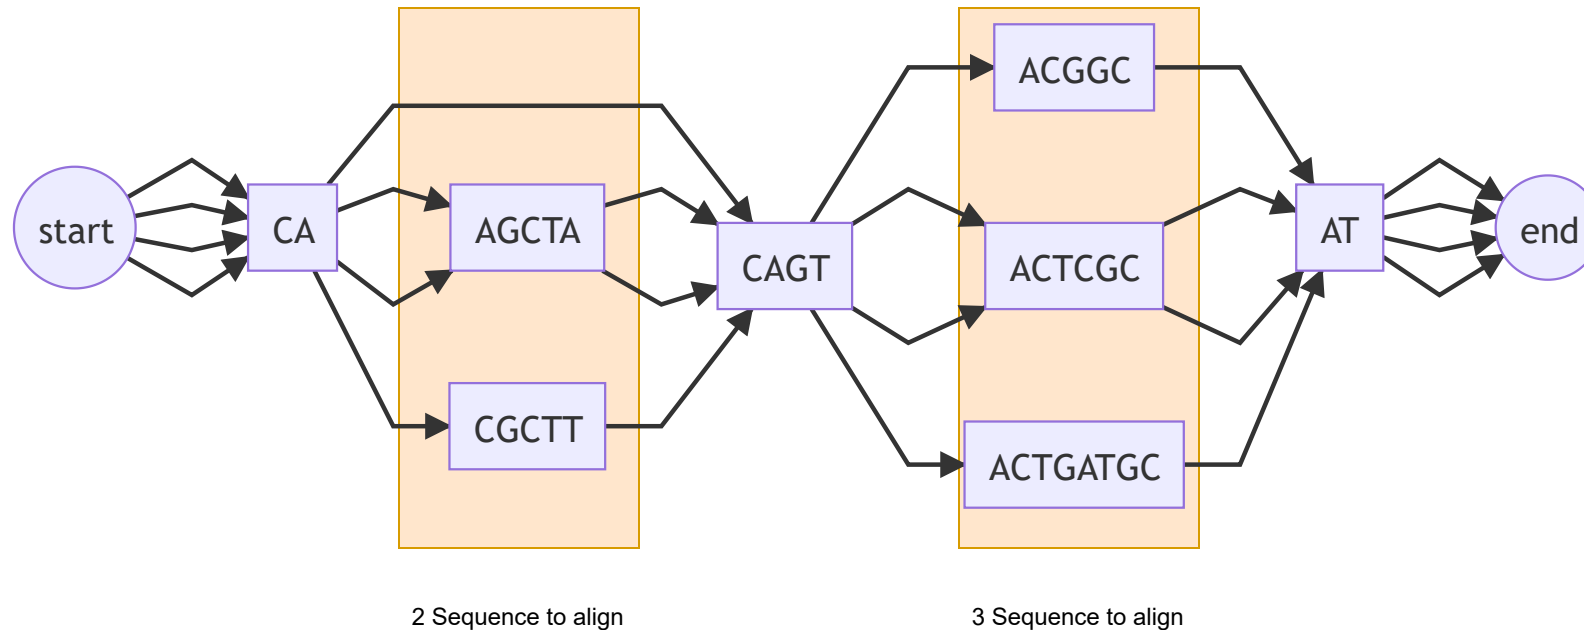 start
CA
AGCTA
CGCTT
CAGT
ACGGC
ACTCGC
ACTGATGC
AT
end
2 Sequence to align
3 Sequence to align